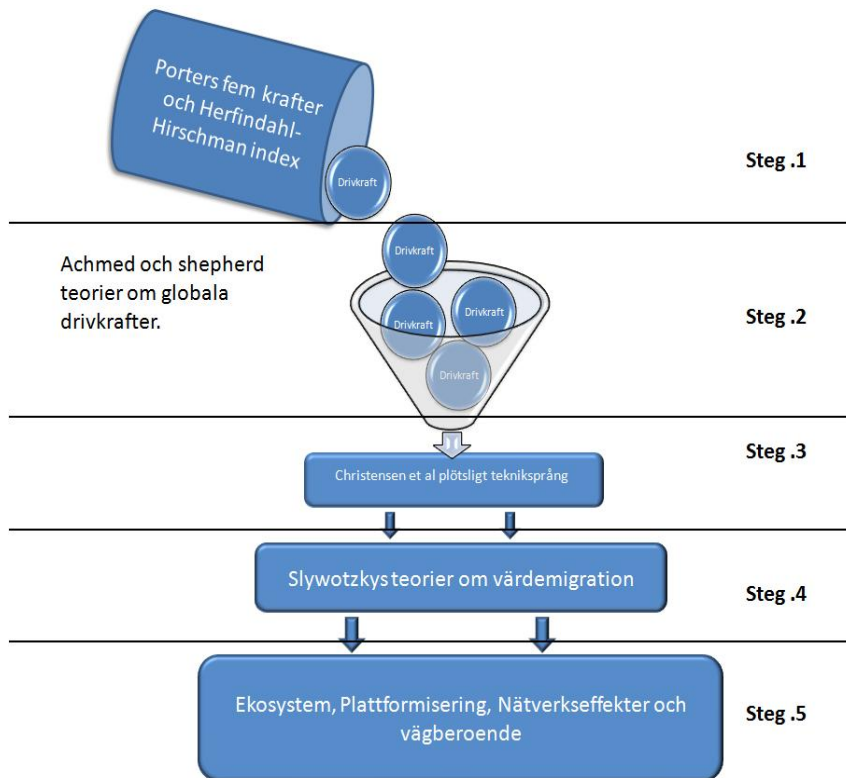 Porters fem krafter
och Herfindahl-
Hirschman index
Drivkraft
Steg .1
Achmed och shepherd
teorier om globala
drivkrafter.
Drivkraft
Drivkraft
Drivkraft
Drivkraft
Steg .2
Christensen et al plötsligt tekniksprång
Steg .3
Slywotzkys teorier om värdemigration
Steg .4
Ekosystem, Plattformisering, Nätverkseffekter och
vägberoende
Steg .5